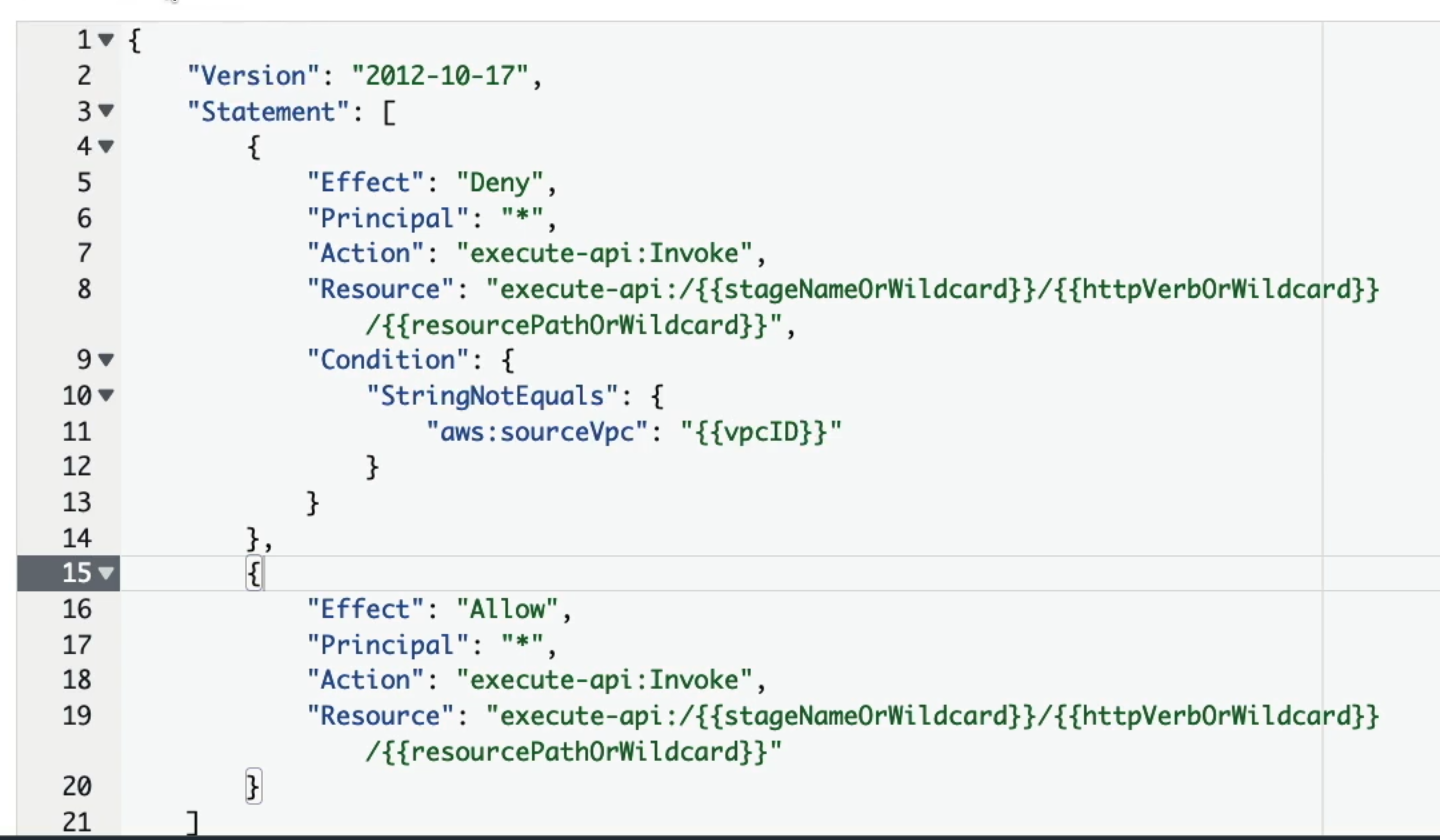 1 {
2 "Version": "2012-10-17",
3 "Statement": [
4 {
5 "Effect": "Deny",
6 "Principal": "*",
7 "Action": "execute-api:Invoke",
8 "Resource": "execute-api:/{{stageNameOrWildcard}}/{{httpVerbOrWildcard}}
/{{resourcePathOrWildcard}}",
9 "Condition": {
10 "StringNotEquals": {
11 "aws:sourceVpc": "{{vpcID}}"
12 }
13 }
14 },
15 {
16 "Effect": "Allow",
17 "Principal": "*",
18 "Action": "execute-api:Invoke",
19 "Resource": "execute-api:/{{stageNameOrWildcard}}/{{httpVerbOrWildcard}}
/{{resourcePathOrWildcard}}"
20 }
21 ]